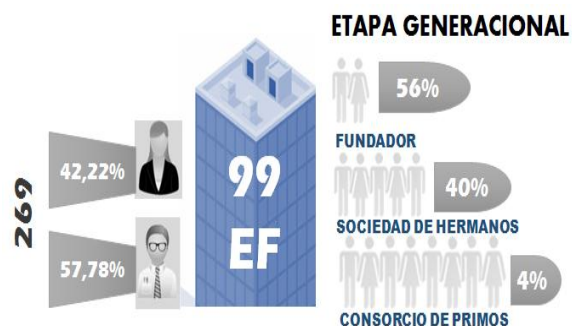 ETAPA GENERACIONAL
269
42,22%
57,78%
99
EF
56%
FUNDADOR
40%
SOCIEDAD DE HERMANOS
4%
CONSORCIO DE PRIMOS